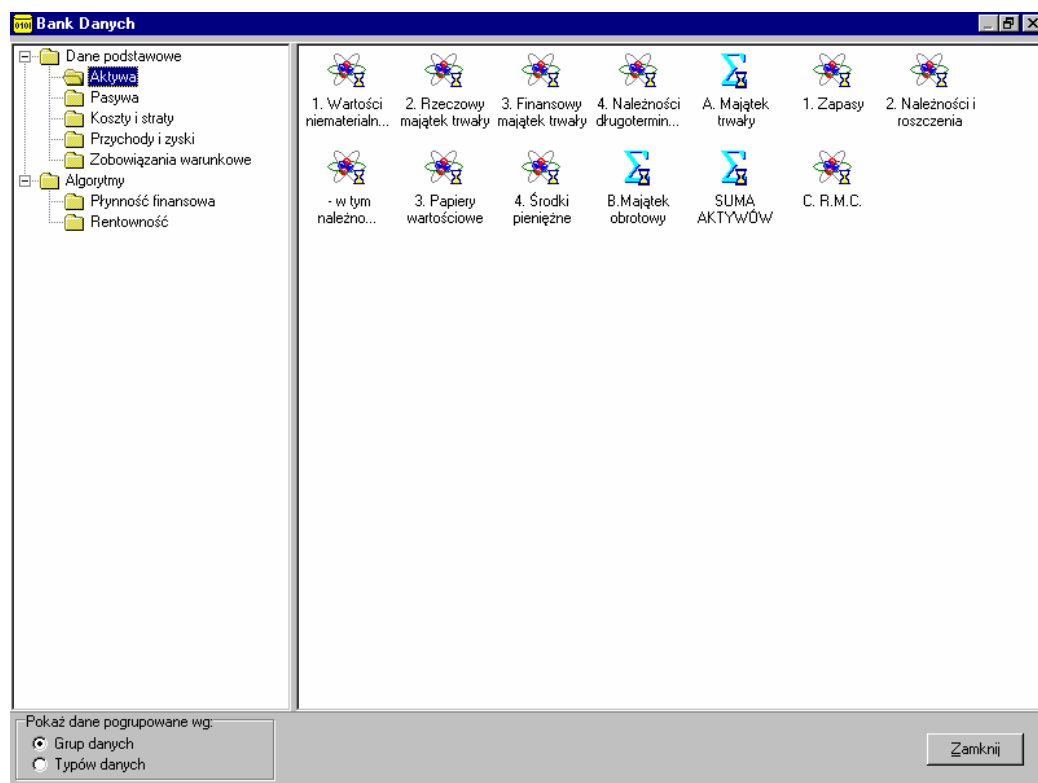 Bank Danych
Dane podstawowe
Aktywa
Pasywa
Koszty i straty
Przychody i zyski
Zobowiązania warunkowe
Algorytmy
Płynność finansowa
Rentowność
1. Wartości
niematerialn...
2. Rzeczowy
majątek trwały
3. Finansowy
majątek trwały
4. Należności
długotermin...
A. Majątek
trwały
1. Zapasy
2. Należności i
roszczenia
- w tym
należno...
3. Papiery
wartościowe
4. Środki
pieniężne
B.Majątek
obrotowy
SUMA
AKTYWÓW
C. R.M.C.
Pokaż dane pogrupowane wg:
Grup danych
Typów danych
Zamknij